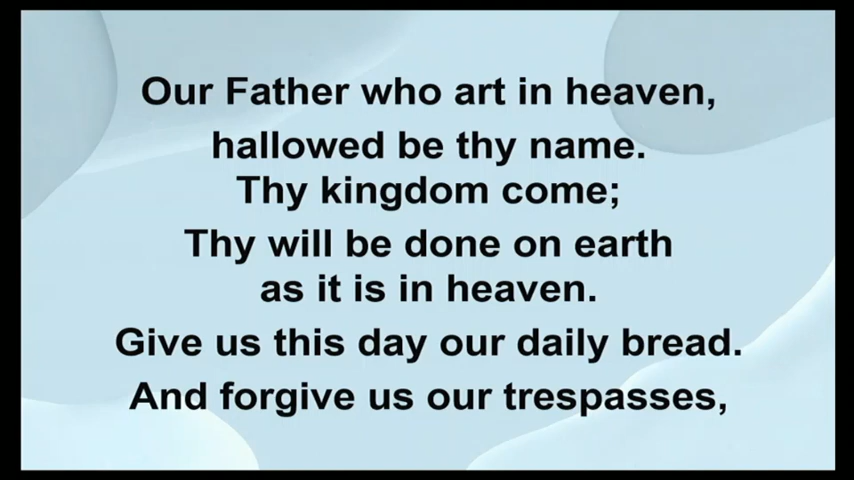 Our Father who art in heaven,
hallowed be thy name.
Thy kingdom come;
Thy will be done on earth
as it is in heaven.
Give us this day our daily bread.
And forgive us our trespasses,